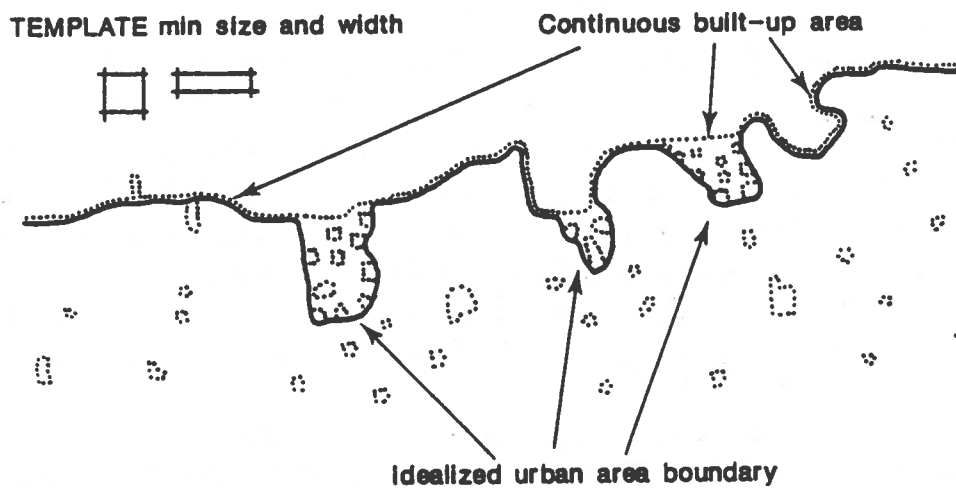 TEMPLATE min size and width
Continuous built-up area
Idealized urban area boundary